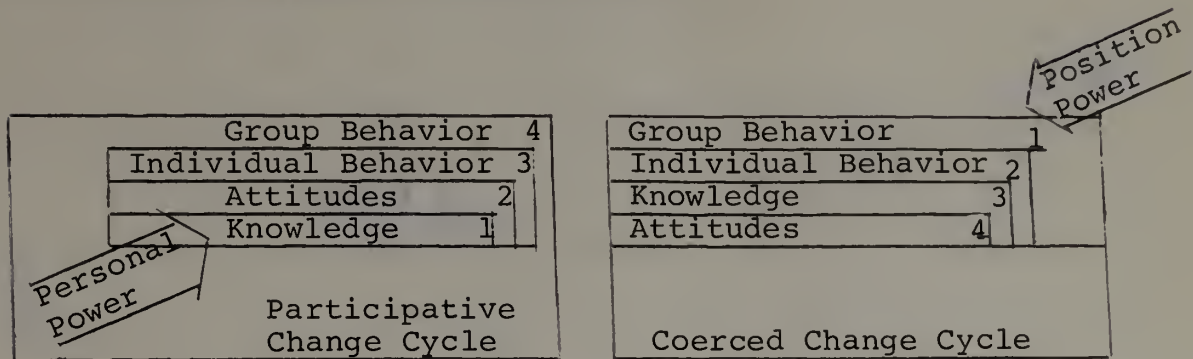 Group Behavior 4
Individual Behavior 3
Attitudes 2
Knowledge 1
Personal
Power
Participative
Change Cycle
Position
Power
Group Behavior 1
Individual Behavior 2
Knowledge 3
Attitudes 4
Coerced Change Cycle